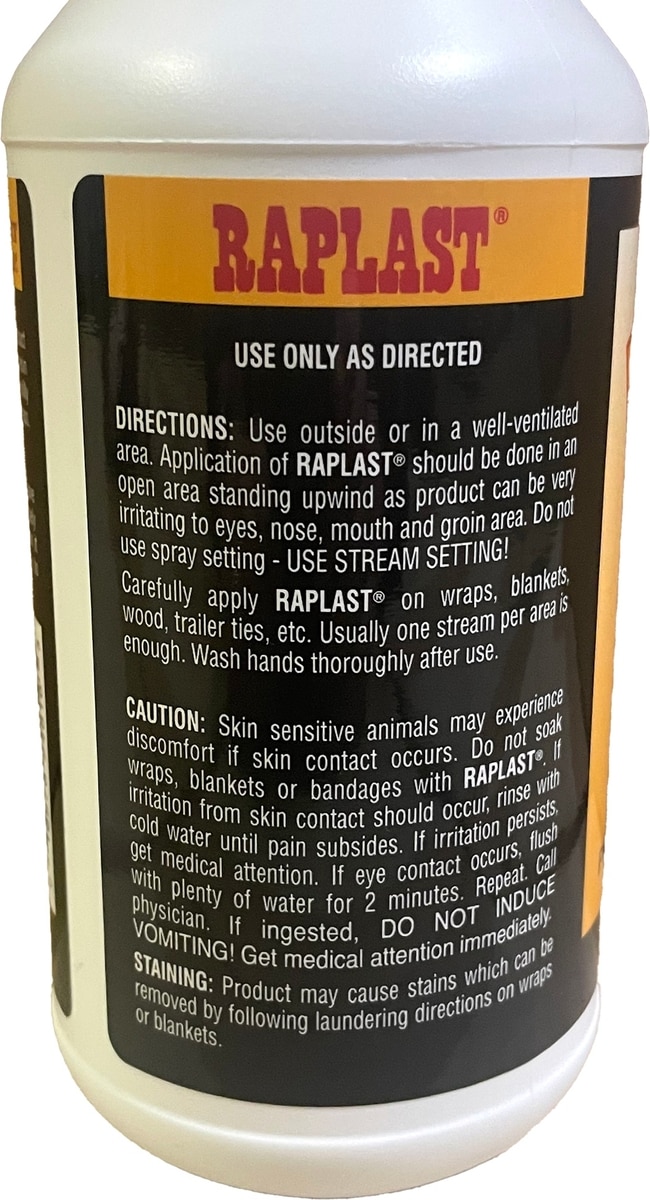 RAPLAST®
USE ONLY AS DIRECTED
DIRECTIONS: Use outside or in a well-ventilated
area. Application of RAPLAST® should be done in an
open area standing upwind as product can be very
irritating to eyes, nose, mouth and groin area. Do not
use spray setting - USE STREAM SETTING!
Carefully apply RAPLAST® on wraps, blankets,
wood, trailer ties, etc. Usually one stream per area is
enough. Wash hands thoroughly after use.
CAUTION: Skin sensitive animals may experience
discomfort if skin contact occurs. Do not soak
wraps, blankets or bandages with RAPLAST®. If
irritation from skin contact should occur, rinse with
cold water until pain subsides. If irritation persists,
get medical attention. If eye contact occurs, flush
with plenty of water for 2 minutes. Repeat. Call
physician. If ingested, DO NOT INDUCE
VOMITING! Get medical attention immediately.
STAINING: Product may cause stains which can be
removed by following laundering directions on wraps
or blankets.